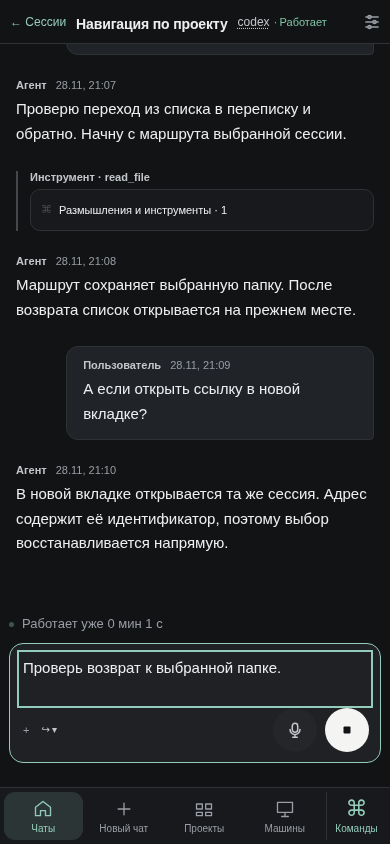 ← Сессии Навигация по проекту codex · Работает
Агент 28.11, 21:07
Проверю переход из списка в переписку и
обратно. Начну с маршрута выбранной сессии.
Инструмент · read_file
⌘ Размышления и инструменты · 1
Агент 28.11, 21:08
Маршрут сохраняет выбранную папку. После
возврата список открывается на прежнем месте.
Пользователь 28.11, 21:09
А если открыть ссылку в новой
вкладке?
Агент 28.11, 21:10
В новой вкладке открывается та же сессия. Адрес
содержит её идентификатор, поэтому выбор
восстанавливается напрямую.
Работает уже 0 мин 1 с
Проверь возврат к выбранной папке.
+ ↪▾
Чаты Новый чат Проекты Машины Команды